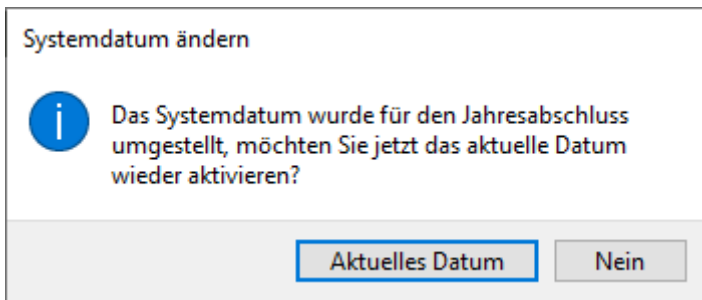 Systemdatum ändern
Das Systemdatum wurde für den Jahresabschluss
umgestellt, möchten Sie jetzt das aktuelle Datum
wieder aktivieren?
Aktuelles Datum
Nein